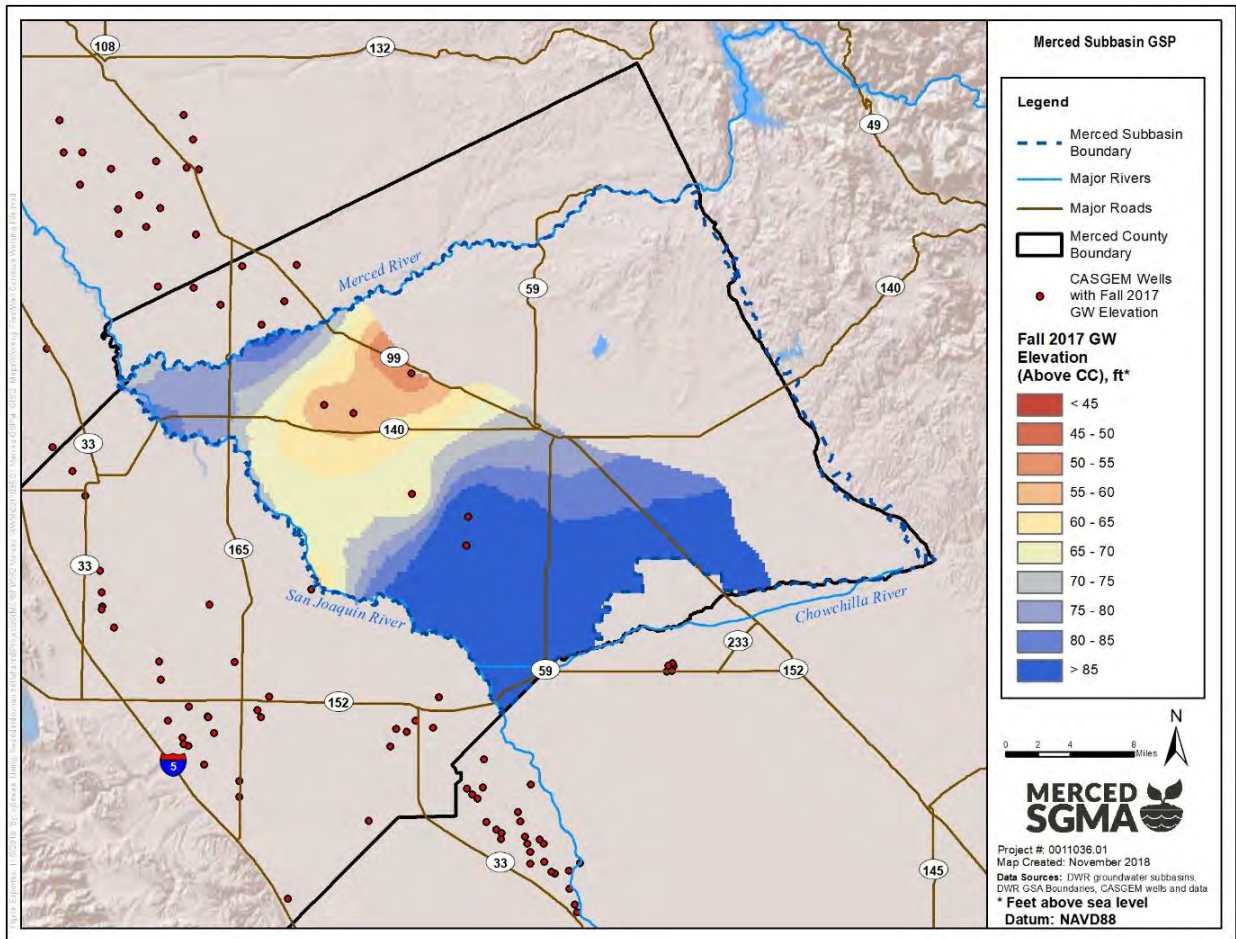 108
132
49
Merced River
59
140
99
140
33
165
33
San Joaquin River
Chowchilla River
233
59
152
152
5
33
145
Merced Subbasin GSP
Legend
Merced Subbasin
Boundary
Major Rivers
Major Roads
Merced County
Boundary
CASGEM Wells
with Fall 2017
GW Elevation
Fall 2017 GW
Elevation
(Above CC), ft*
< 45
45 - 50
50 - 55
55 - 60
60 - 65
65 - 70
70 - 75
75 - 80
80 - 85
> 85
N
0 2 4 8
Miles
MERCED
SGMA
Project #: 0011036.01
Map Created: November 2018
Data Sources: DWR groundwater subbasins,
DWR GSA Boundaries, CASGEM wells and data
* Feet above sea level
Datum: NAVD88